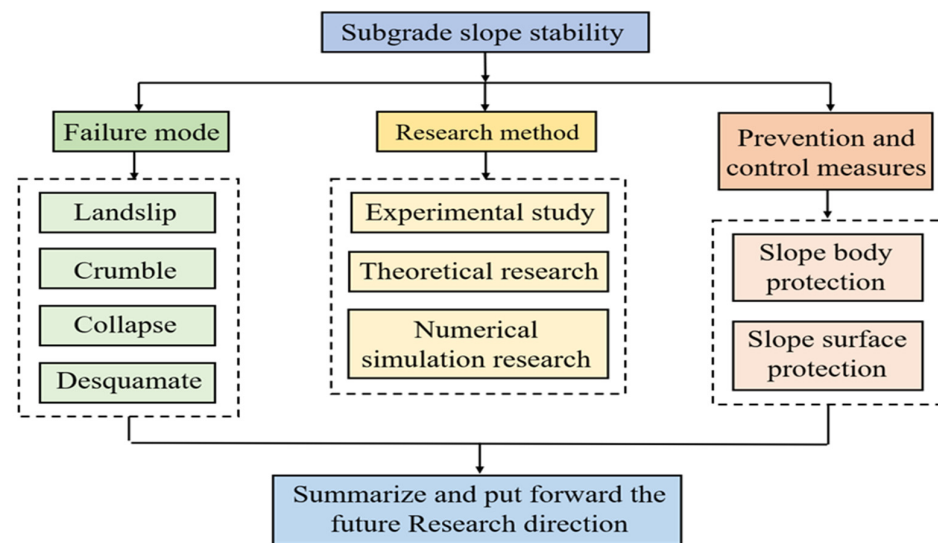 Subgrade slope stability
Failure mode
Landslip
Crumble
Collapse
Desquamate
Research method
Experimental study
Theoretical research
Numerical
simulation research
Prevention and
control measures
Slope body
protection
Slope surface
protection
Summarize and put forward the
future Research direction